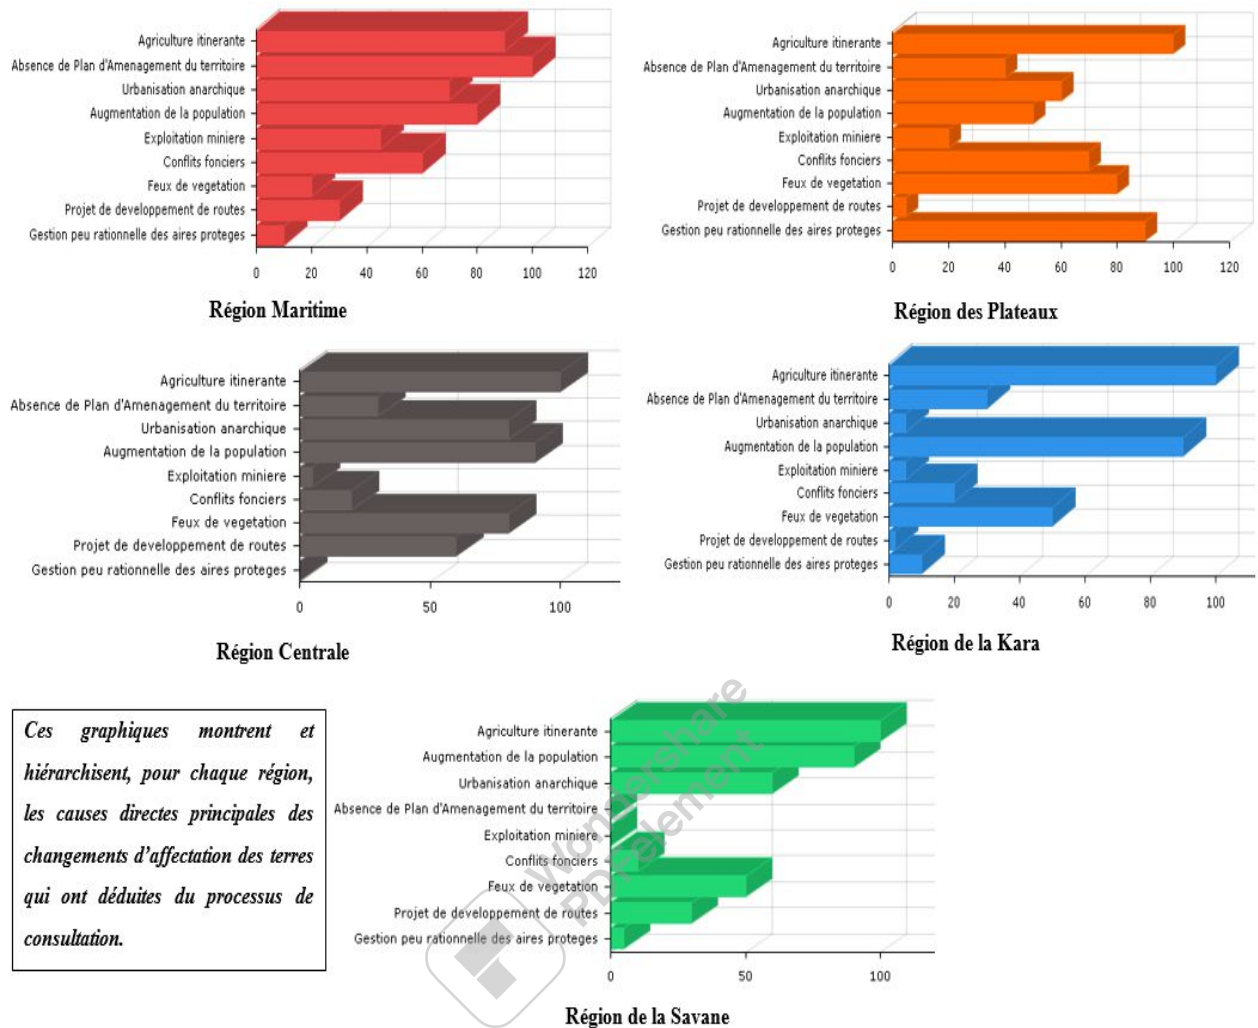 Agriculture itinerante
Absence de Plan d'Amenagement du territoire
Urbanisation anarchique
Augmentation de la population
Exploitation miniere
Conflits fonciers
Feux de vegetation
Projet de developpement de routes
Gestion peu rationnelle des aires proteges
0 20 40 60 80 100 120
Région Maritime
Agriculture itinerante
Absence de Plan d'Amenagement du territoire
Urbanisation anarchique
Augmentation de la population
Exploitation miniere
Conflits fonciers
Feux de vegetation
Projet de developpement de routes
Gestion peu rationnelle des aires proteges
0 20 40 60 80 100 120
Région des Plateaux
Agriculture itinerante
Absence de Plan d'Amenagement du territoire
Urbanisation anarchique
Augmentation de la population
Exploitation miniere
Conflits fonciers
Feux de vegetation
Projet de developpement de routes
Gestion peu rationnelle des aires proteges
0 50 100
Région Centrale
Agriculture itinerante
Absence de Plan d'Amenagement du territoire
Urbanisation anarchique
Augmentation de la population
Exploitation miniere
Conflits fonciers
Feux de vegetation
Projet de developpement de routes
Gestion peu rationnelle des aires proteges
0 20 40 60 80 100
Région de la Kara
Ces graphiques montrent et
hiérarchisent, pour chaque région,
les causes directes principales des
changements d'affectation des terres
qui ont déduites du processus de
consultation.
Agriculture itinerante
Augmentation de la population
Urbanisation anarchique
Absence de Plan d'Amenagement du territoire
Exploitation miniere
Conflits fonciers
Feux de vegetation
Projet de developpement de routes
Gestion peu rationnelle des aires proteges
0 50 100
Région de la Savane
Wondershare
PDFelement